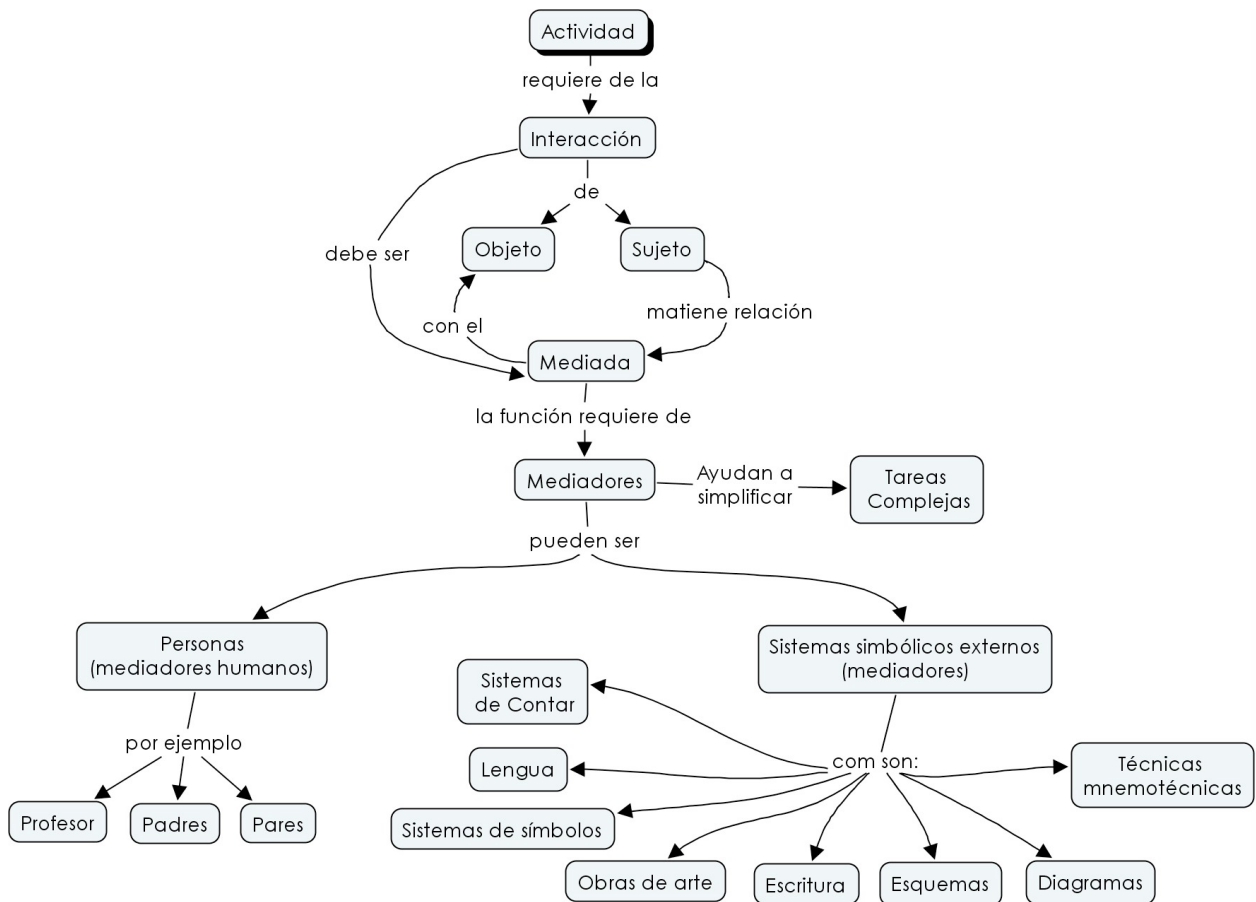 Actividad
requiere de la
Interacción
de
debe ser
Objeto
Sujeto
con el
matiene relación
Mediada
la función requiere de
Mediadores
Ayudan a
simplificar
Tareas
Complejas
pueden ser
Personas
(mediadores humanos)
Sistemas simbólicos externos
(mediadores)
por ejemplo
Profesor
Padres
Pares
com son:
Sistemas
de Contar
Lengua
Sistemas de símbolos
Obras de arte
Escritura
Esquemas
Diagramas
Técnicas
mnemotécnicas